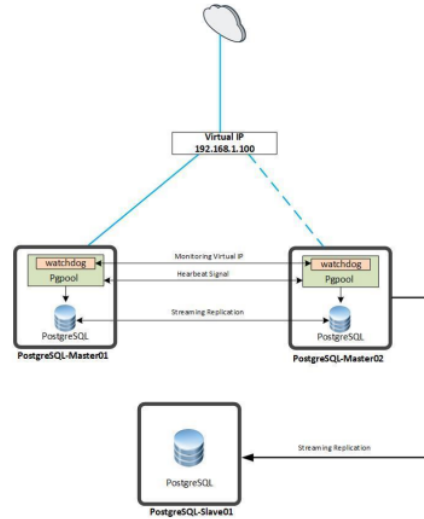 Virtual IP
192.168.1.100
watchdog
Pgpool
PostgreSQL
PostgreSQL-Master01
Monitoring Virtual IP
Hearbeat Signal
Streaming Replication
watchdog
Pgpool
PostgreSQL
PostgreSQL-Master02
PostgreSQL
PostgreSQL-Slave01
Streaming Replication